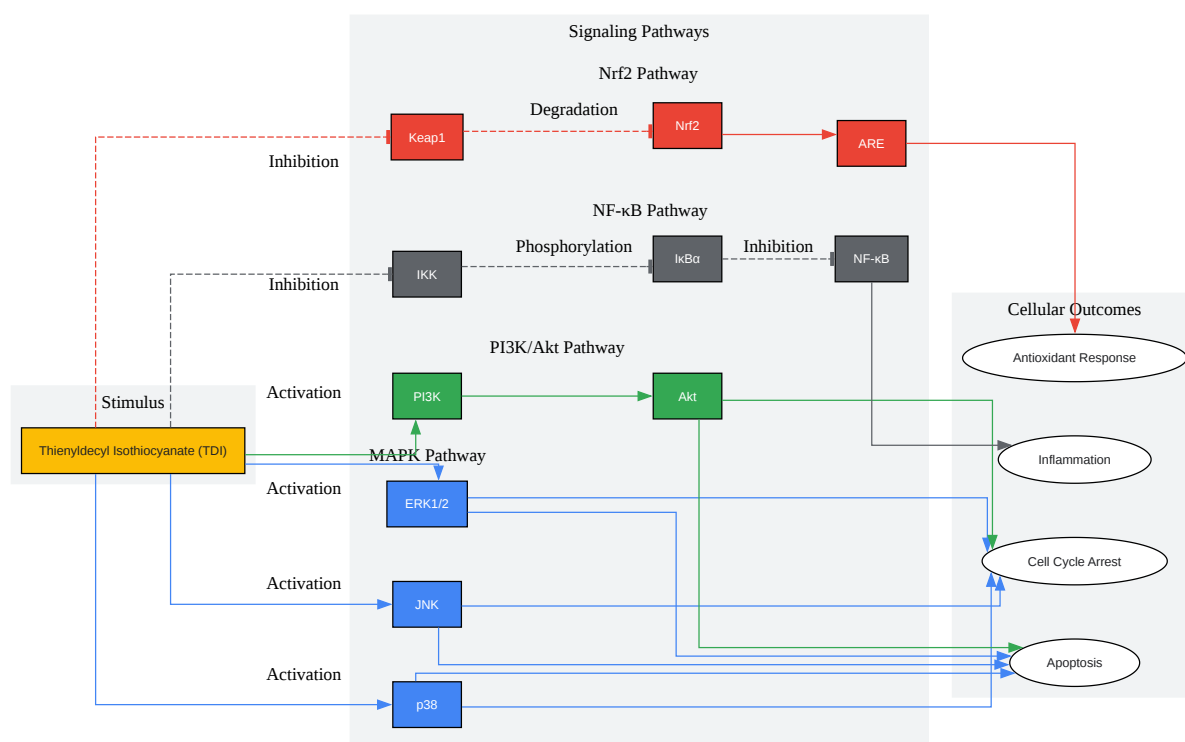 Signaling Pathways
Nrf2 Pathway
Degradation
Keap1
Nrf2
ARE
Inhibition
NF-κB Pathway
Phosphorylation
Inhibition
IKK
IκBα
NF-κB
Inhibition
Cellular Outcomes
PI3K/Akt Pathway
Antioxidant Response
Activation
PI3K
Akt
Stimulus
Thienyldecyl Isothiocyanate (TDI)
MAPK Pathway
Inflammation
Activation
ERK1/2
Cell Cycle Arrest
Activation
JNK
Apoptosis
Activation
p38